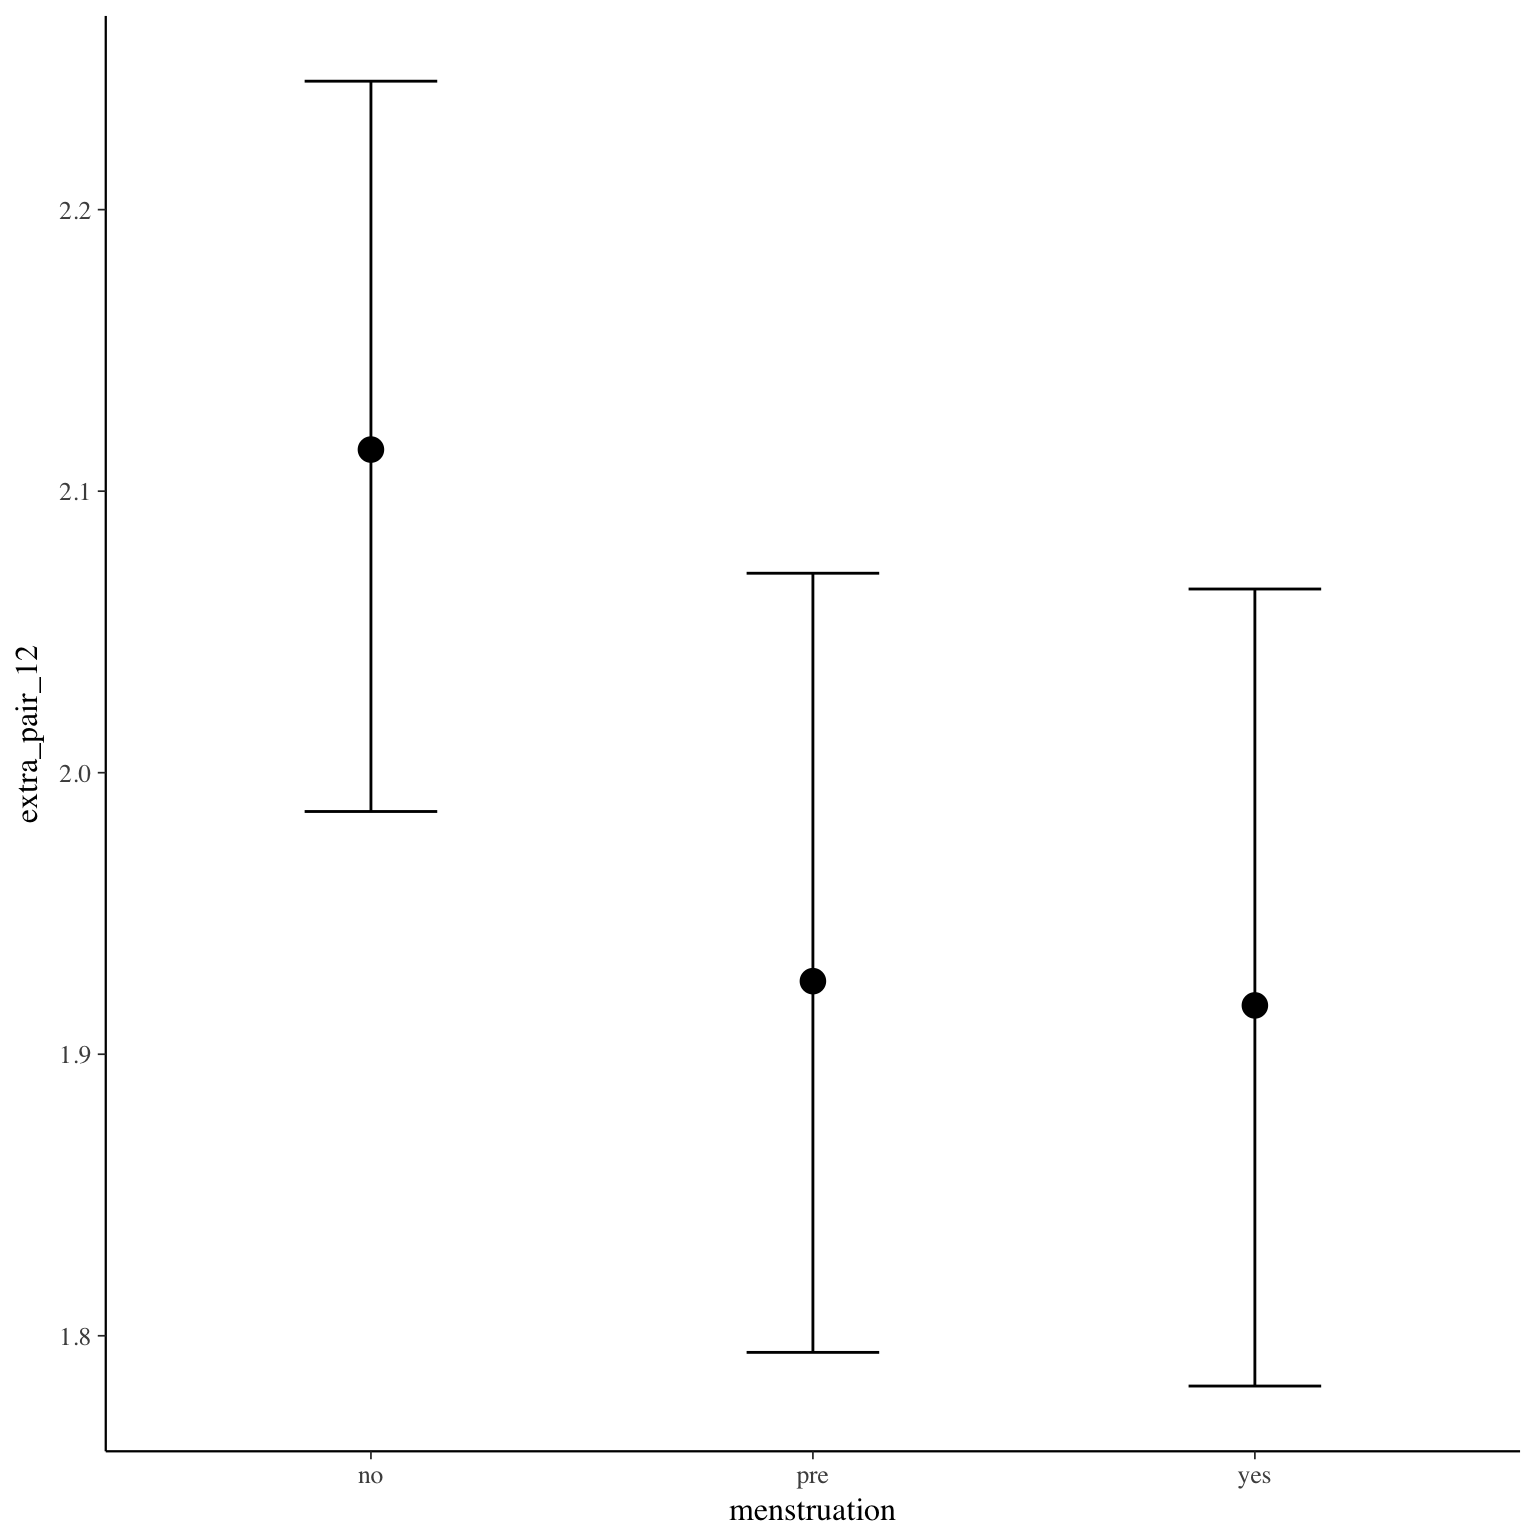 2.2
2.1
2.0
1.9
1.8
extra_pair_12
no pre yes
menstruation